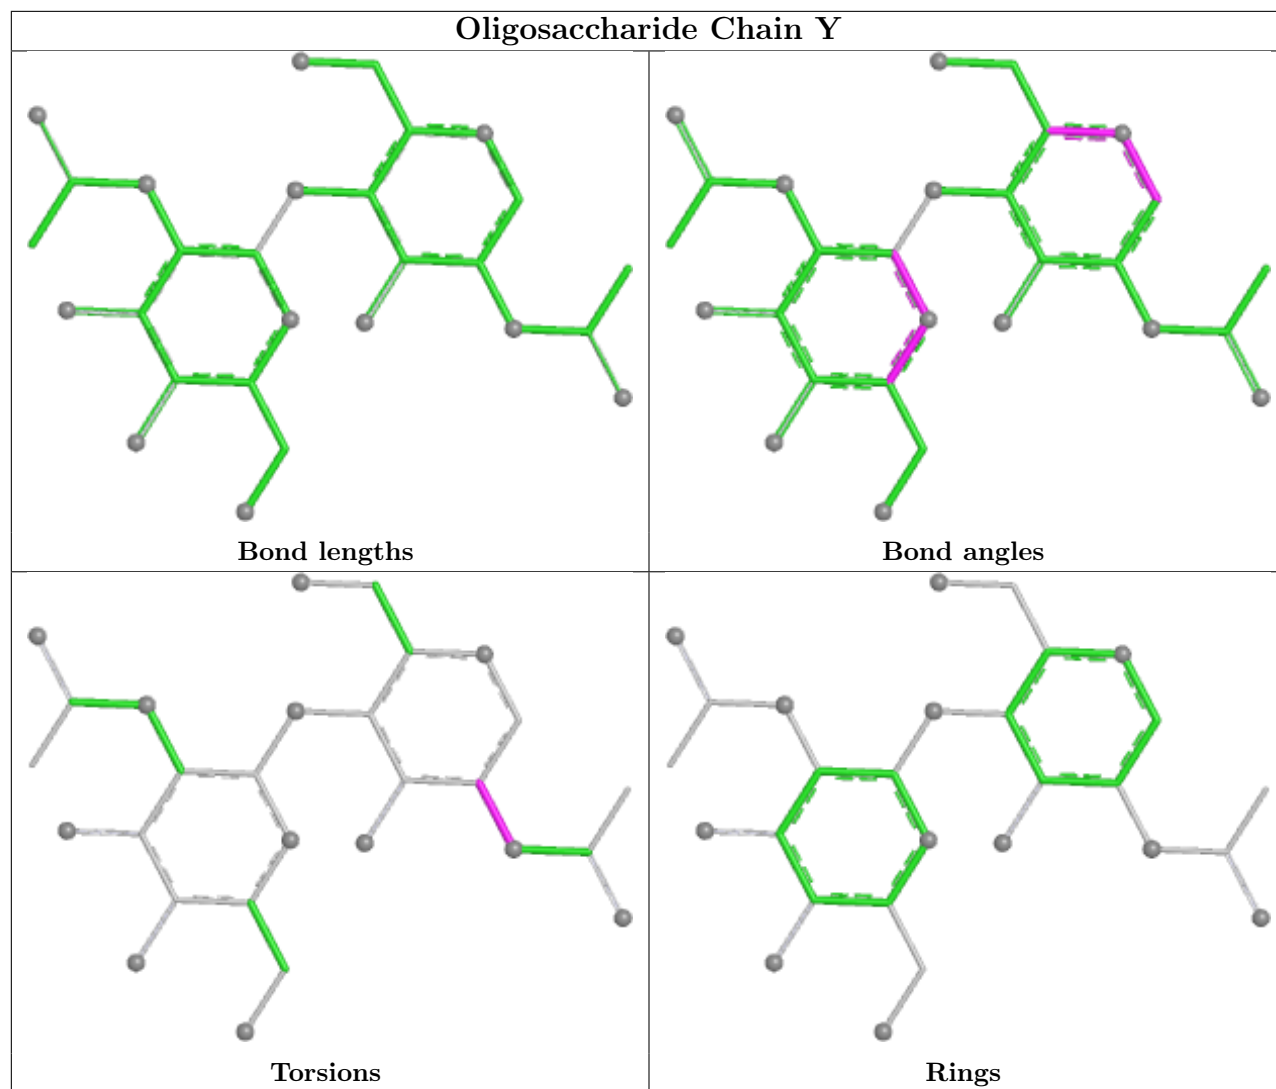 Oligosaccharide Chain Y
Bond lengths
Bond angles
Torsions
Rings